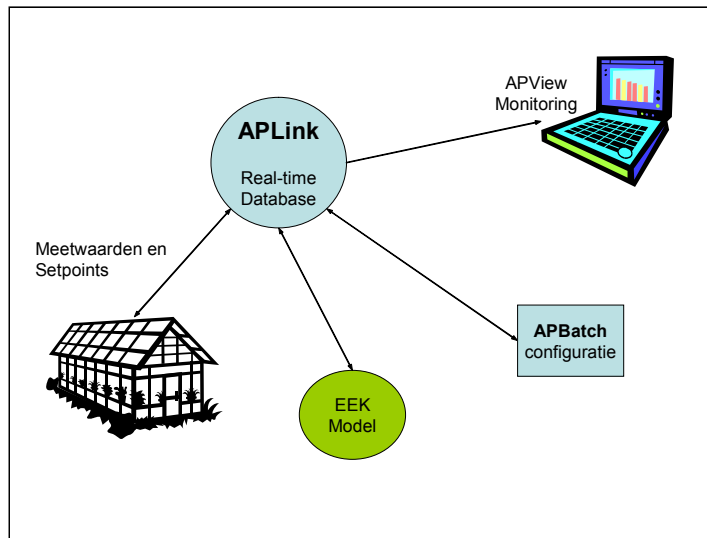 APView
Monitoring
APLink
Real-time
Database
Meetwaarden en
Setpoints
APBatch
configuratie
EEK
Model